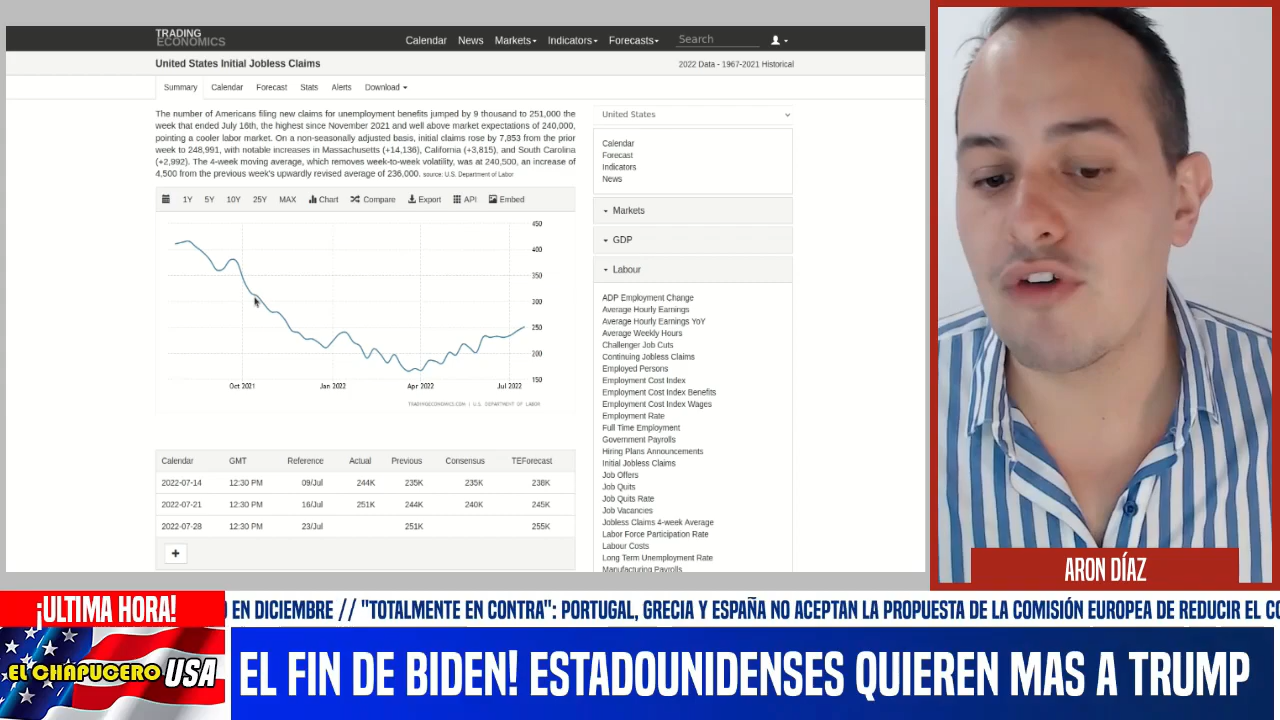 TRADING
ECONOMICS
Calendar News Markets Indicators Forecasts Search
United States Initial Jobless Claims
2022 Data - 1967-2021 Historical
Summary Calendar Forecast Stats Alerts Download
The number of Americans filing new claims for unemployment benefits jumped by 9 thousand to 251,000 the
week that ended July 16th, the highest since November 2021 and well above market expectations of 240,000,
pointing a cooler labor market. On a non-seasonally adjusted basis, initial claims rose by 7,853 from the prior
week to 248,991, with notable increases in Massachusetts (+14,136), California (+3,815), and South Carolina
(+2,992). The 4-week moving average, which removes week-to-week volatility, was at 240,500, an increase of
4,500 from the previous week's upwardly revised average of 236,000. source: U.S. Department of Labor
1Y 5Y 10Y 25Y MAX Chart Compare Export API Embed
450
400
350
300
250
200
150
Oct 2021 Jan 2022 Apr 2022 Jul 2022
TRADINGECONOMICS.COM | U.S. DEPARTMENT OF LABOR
Calendar GMT Reference Actual Previous Consensus TEForecast
2022-07-14 12:30 PM 09/Jul 244K 235K 235K 238K
2022-07-21 12:30 PM 16/Jul 251K 244K 240K 245K
2022-07-28 12:30 PM 23/Jul 251K 255K
+
United States
Calendar
Forecast
Indicators
News
Markets
GDP
Labour
ADP Employment Change
Average Hourly Earnings
Average Hourly Earnings YoY
Average Weekly Hours
Challenger Job Cuts
Continuing Jobless Claims
Employed Persons
Employment Cost Index
Employment Cost Index Benefits
Employment Cost Index Wages
Employment Rate
Full Time Employment
Government Payrolls
Hiring Plans Announcements
Initial Jobless Claims
Job Offers
Job Quits
Job Quits Rate
Job Vacancies
Jobless Claims 4-week Average
Labor Force Participation Rate
Labour Costs
Long Term Unemployment Rate
Manufacturing Payrolls
ARON DÍAZ
¡ULTIMA HORA!
O EN DICIEMBRE // "TOTALMENTE EN CONTRA": PORTUGAL, GRECIA Y ESPAÑA NO ACEPTAN LA PROPUESTA DE LA COMISIÓN EUROPEA DE REDUCIR EL CO
EL CHAPUCERO USA
EL FIN DE BIDEN! ESTADOUNIDENSES QUIEREN MAS A TRUMP